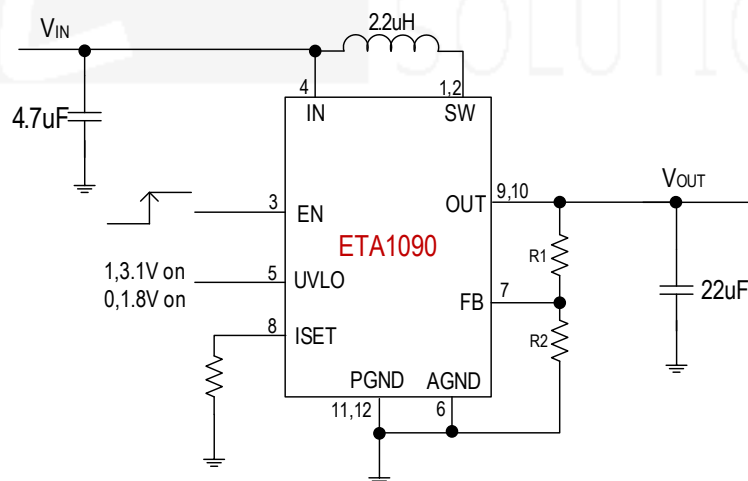 SOLUTIO
VIN
2.2uH
4
1,2
IN
SW
4.7uF
3
EN
OUT
9,10
VOUT
ETA1090
R1
1,3.1V on
0,1.8V on
5
UVLO
FB
7
22uF
8
ISET
R2
PGND
AGND
11,12
6